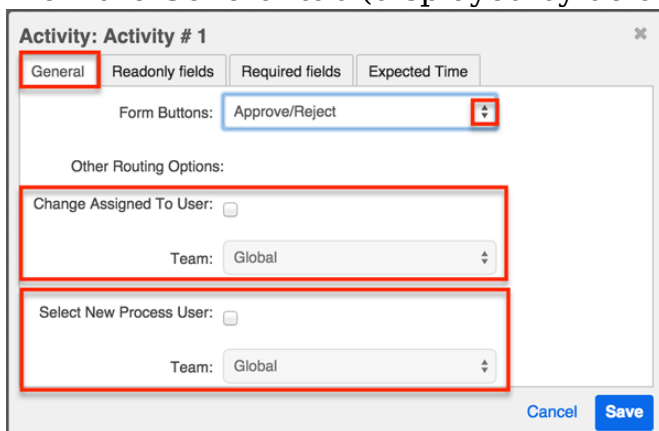 Activity: Activity # 1
General Readonly fields Required fields Expected Time
Form Buttons: Approve/Reject
Other Routing Options:
Change Assigned To User:
Team: Global
Select New Process User:
Team: Global
Cancel Save